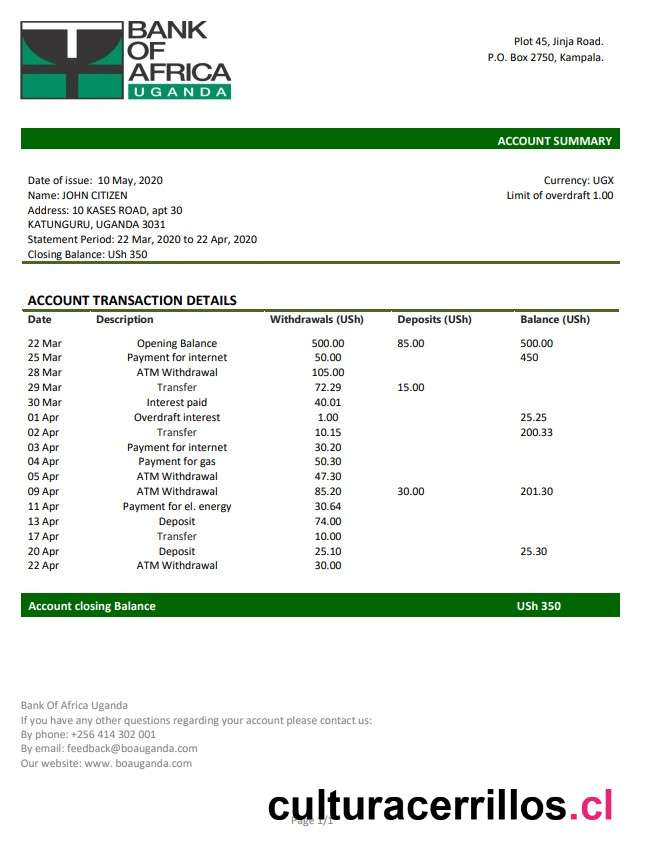 BANK
OF
AFRICA
UGANDA
Plot 45, Jinja Road.
P.O. Box 2750, Kampala.
ACCOUNT SUMMARY
Date of issue: 10 May, 2020
Currency: UGX
Name: JOHN CITIZEN
Limit of overdraft 1.00
Address: 10 KASES ROAD, apt 30
KATUNGURU, UGANDA 3031
Statement Period: 22 Mar, 2020 to 22 Apr, 2020
Closing Balance: USh 350
ACCOUNT TRANSACTION DETAILS
Date Description Withdrawals (USh) Deposits (USh) Balance (USh)
22 Mar Opening Balance 500.00 85.00 500.00
25 Mar Payment for internet 50.00 450
28 Mar ATM Withdrawal 105.00
29 Mar Transfer 72.29 15.00
30 Mar Interest paid 40.01
01 Apr Overdraft interest 1.00 25.25
02 Apr Transfer 10.15 200.33
03 Apr Payment for internet 30.20
04 Apr Payment for gas 50.30
05 Apr ATM Withdrawal 47.30
09 Apr ATM Withdrawal 85.20 30.00 201.30
11 Apr Payment for el. energy 30.64
13 Apr Deposit 74.00
17 Apr Transfer 10.00
20 Apr Deposit 25.10 25.30
22 Apr ATM Withdrawal 30.00
Account closing Balance USh 350
Bank Of Africa Uganda
If you have any other questions regarding your account please contact us:
By phone: +256 414 302 001
By email: feedback@boauganda.com
Our website: www. boauganda.com
culturacerrillos.cl
Page 1/1